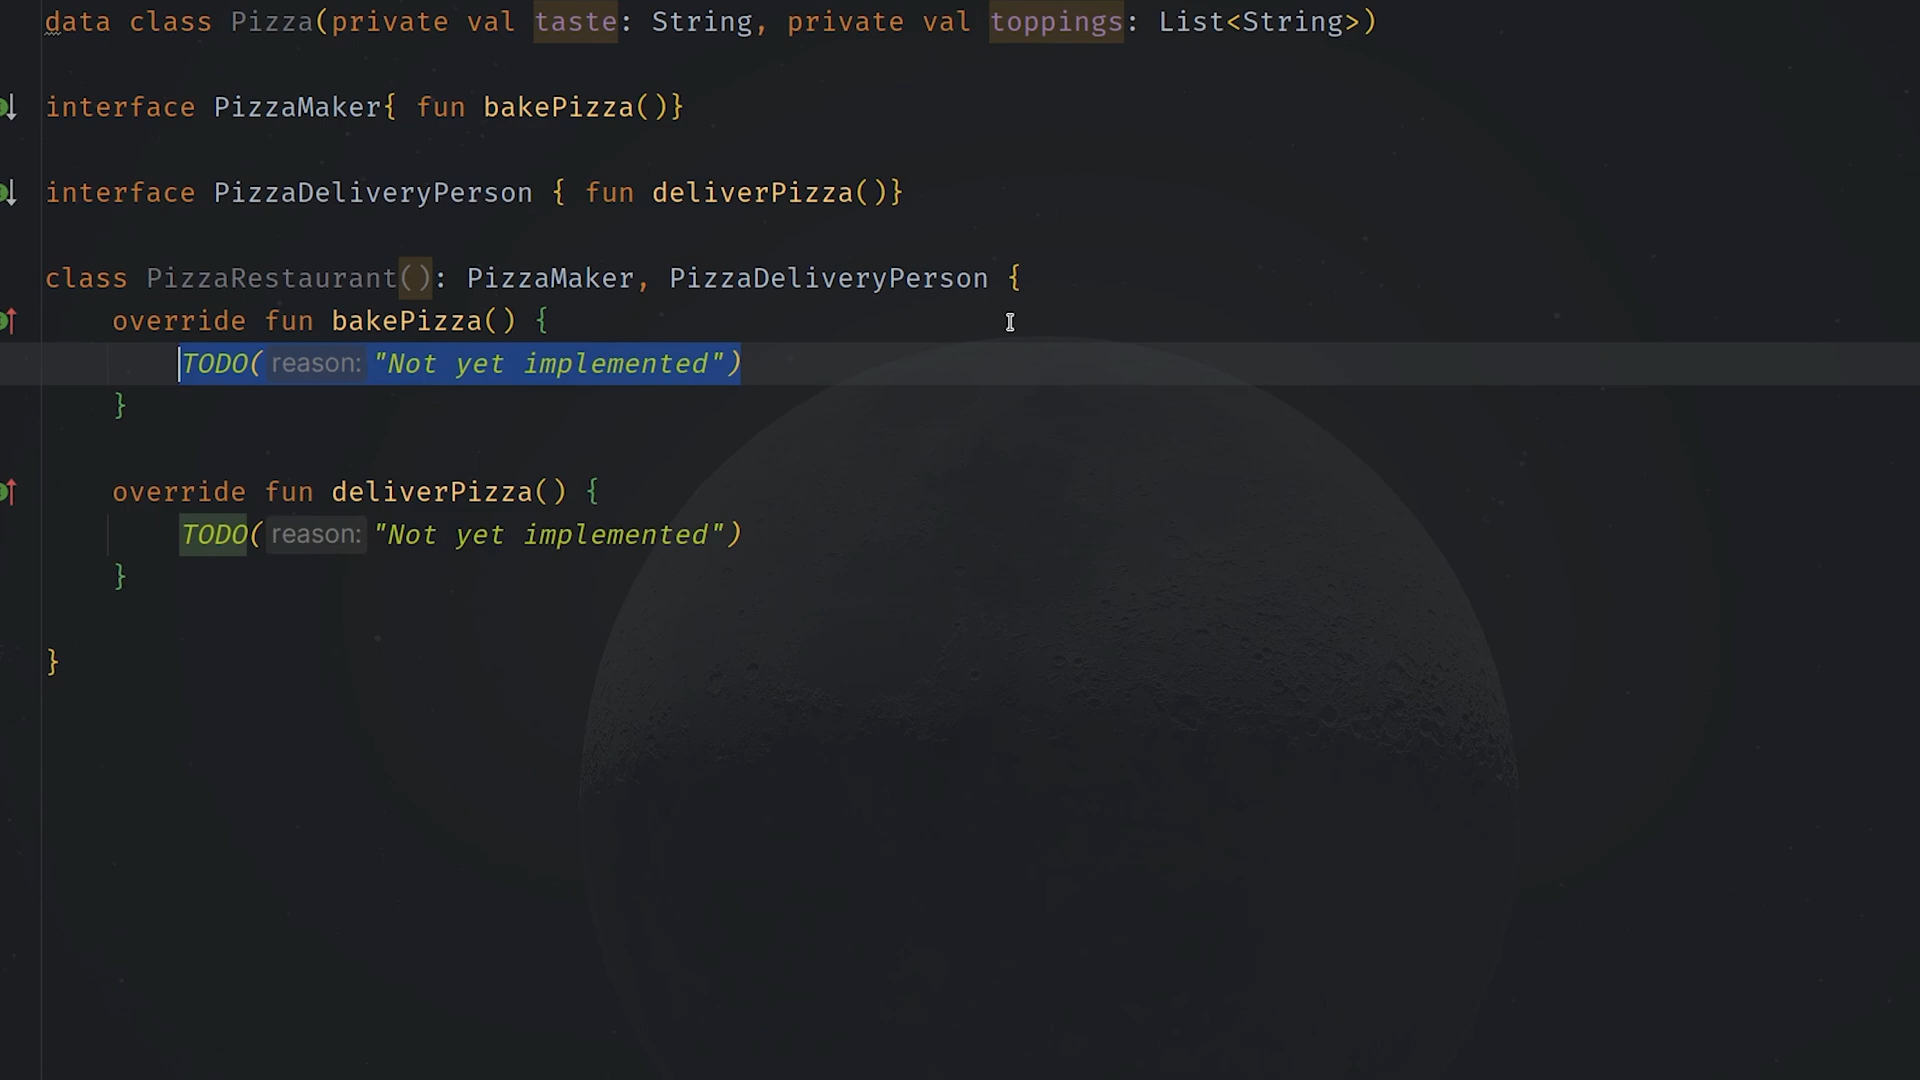 data class Pizza(private val taste: String, private val toppings: List<String>)
interface PizzaMaker{ fun bakePizza()}
interface PizzaDeliveryPerson { fun deliverPizza()}
class PizzaRestaurant(): PizzaMaker, PizzaDeliveryPerson {
override fun bakePizza() {
TODO( reason: "Not yet implemented")
}
override fun deliverPizza() {
TODO( reason: "Not yet implemented")
}
}